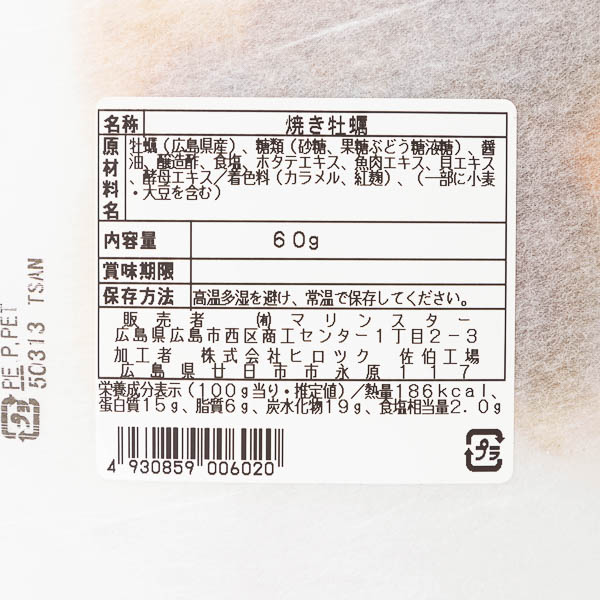 名称 焼き牡蠣
原材料名 牡蠣(広島県産)、糖類(砂糖、果糖ぶどう糖液糖)、醤
油、醸造酢、食塩、ホタテエキス、魚肉エキス、貝エキス
、酵母エキス/着色料(カラメル、紅麹)、(一部に小麦
・大豆を含む)
内容量 60g
賞味期限
保存方法 高温多湿を避け、常温で保存してください。
販売者 ㈲マリンスター
広島県広島市西区商工センター1丁目2-3
加工者 株式会社ヒロツク 佐伯工場
広島県廿日市市永原117
栄養成分表示(100g当り・推定値)/熱量186kcal、
蛋白質15g、脂質6g、炭水化物19g、食塩相当量2.0g
4 930859 006020
プラ
プラ PE P,PET
50313 TSAN